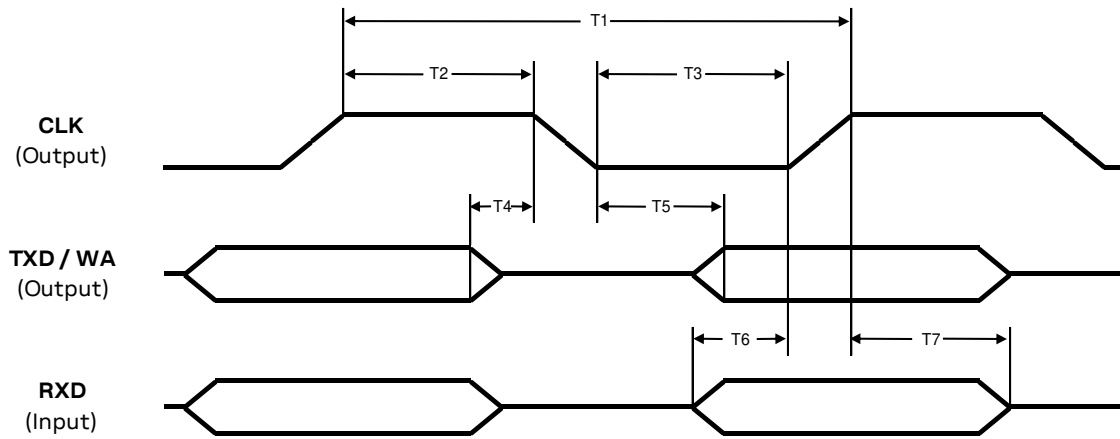 T1
T2
T3
CLK
(Output)
T4
T5
TXD / WA
(Output)
T6
T7
RXD
(Input)